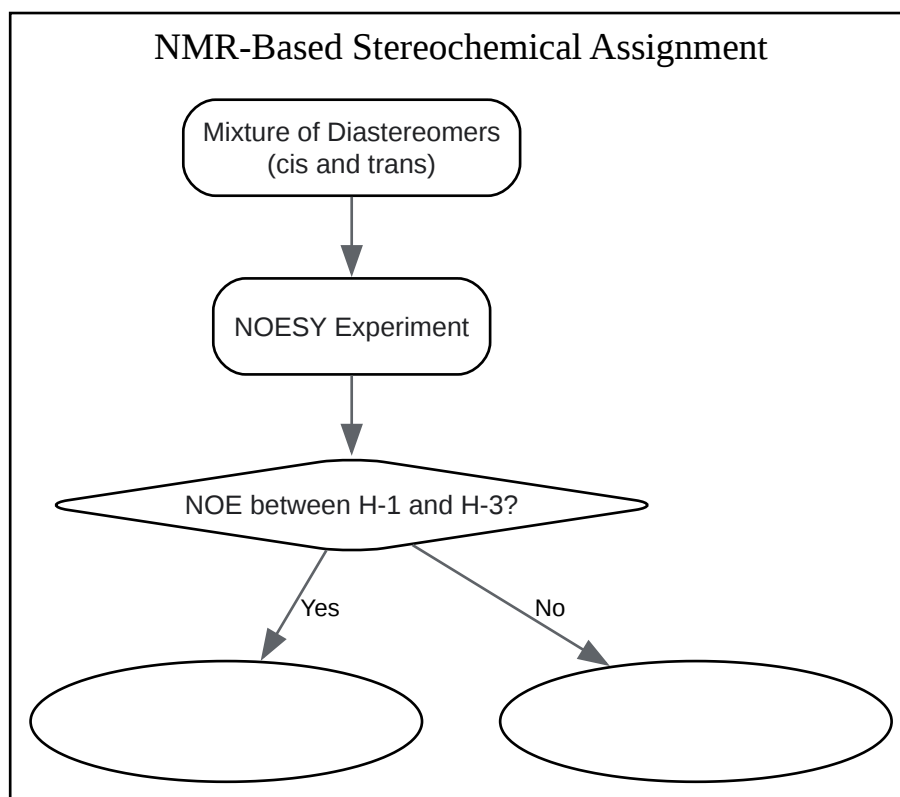 NMR-Based Stereochemical Assignment
Mixture of Diastereomers
(cis and trans)
NOESY Experiment
NOE between H-1 and H-3?
Yes
No